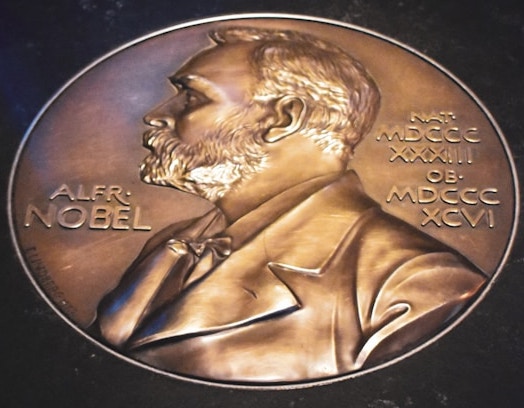 ALFR·
NOBEL
NAT·
MDCCC
XXXIII
OB·
MDCCC
XCVI